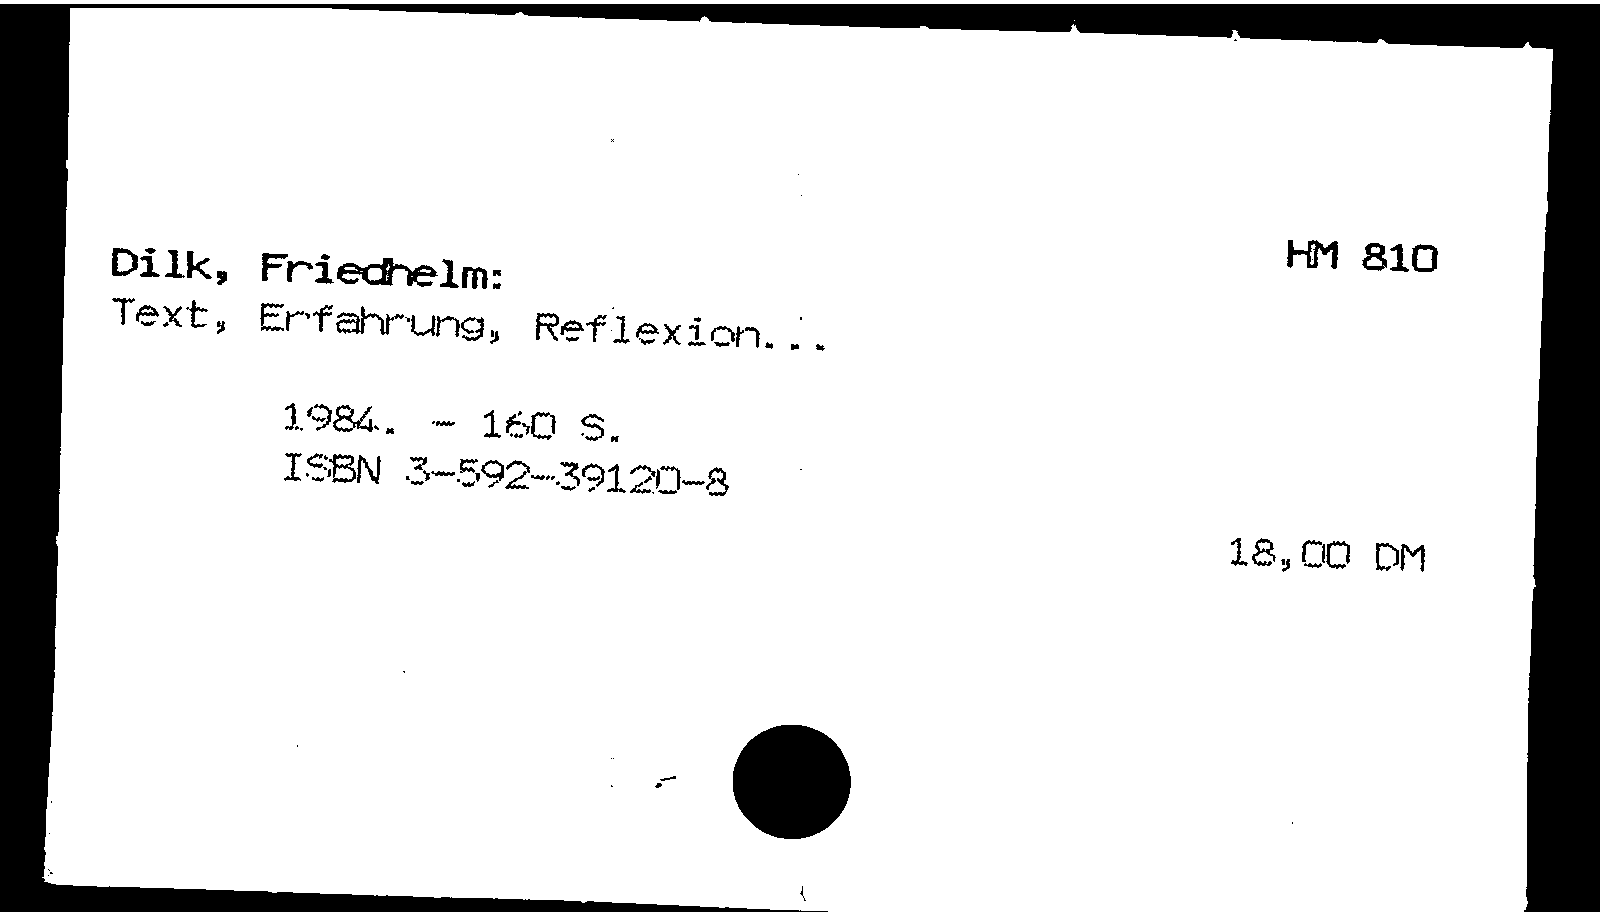 Dilk, Friedhelm: HM 810
Text, Erfahrung, Reflexion...
1984. - 160 S.
ISBN 3-592-39120-8
18,00 DM